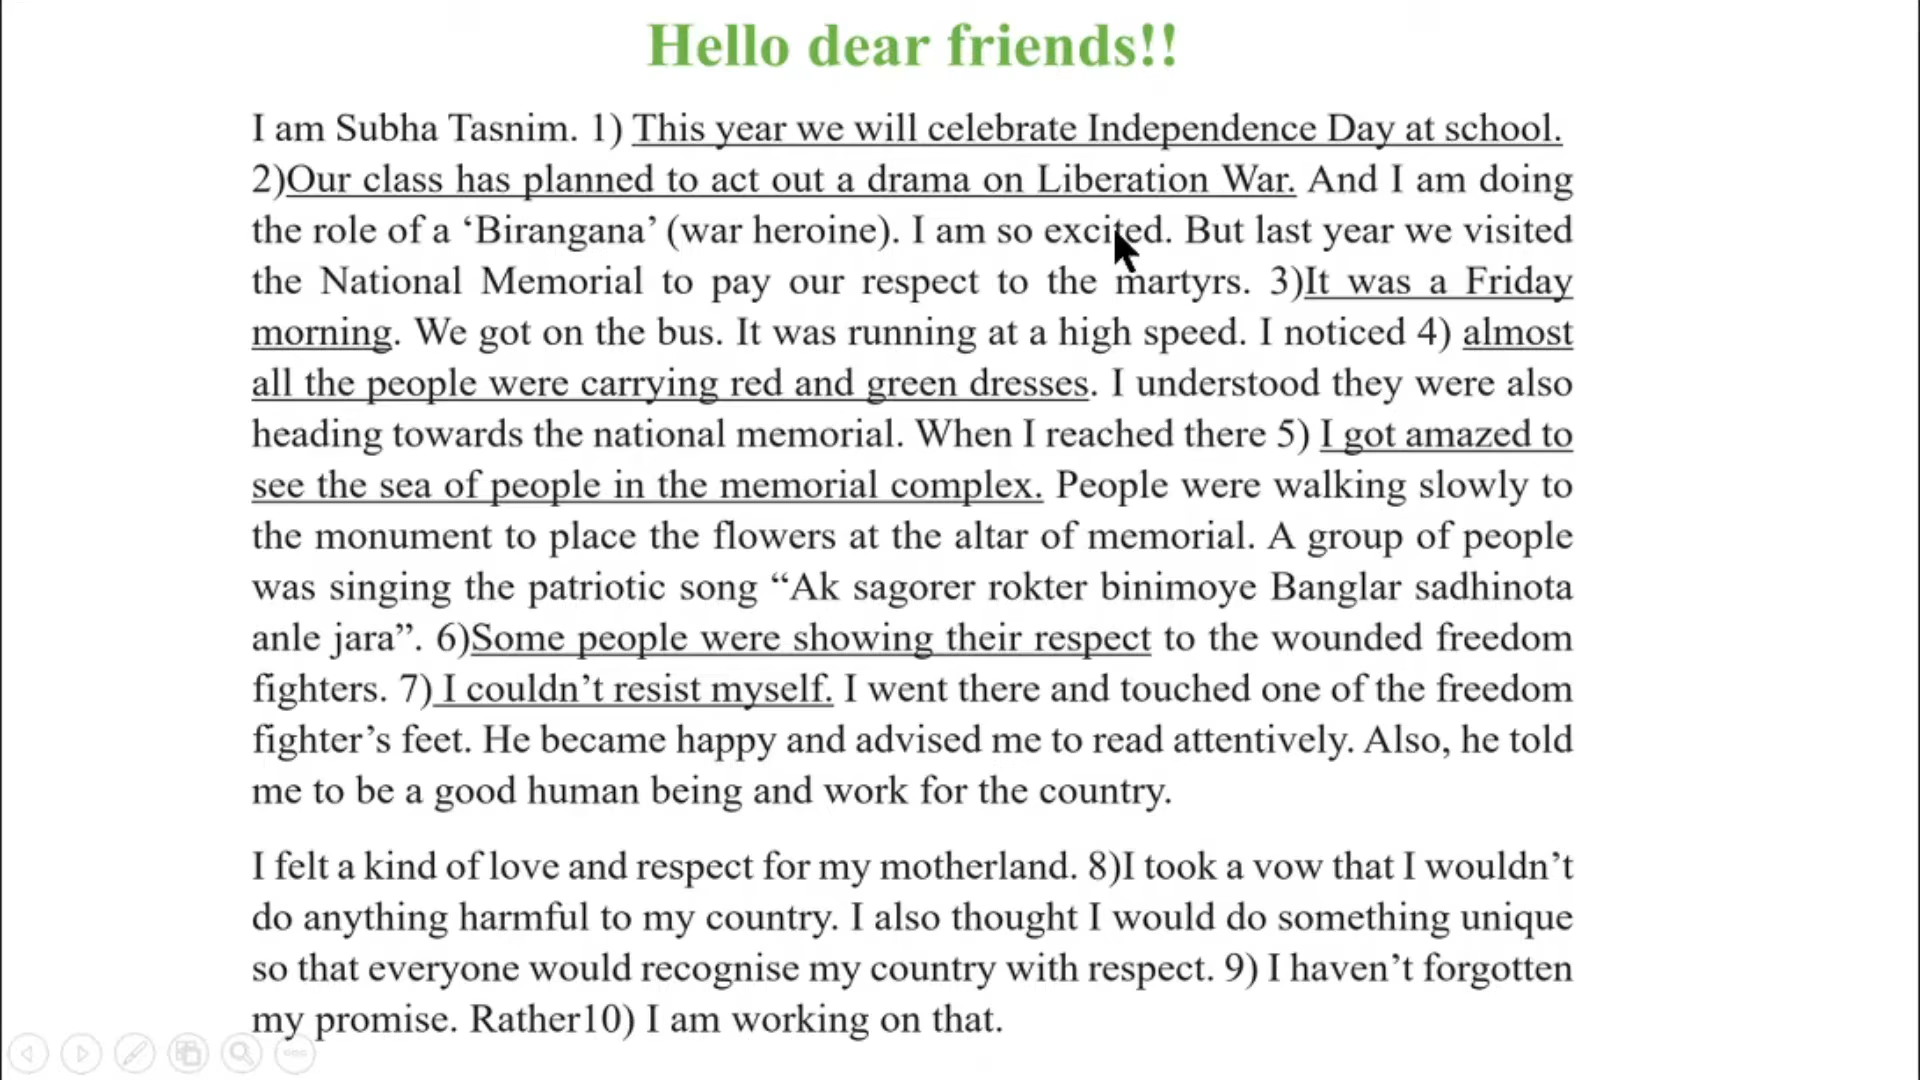 Hello dear friends!!
I am Subha Tasnim. 1) This year we will celebrate Independence Day at school.
2)Our class has planned to act out a drama on Liberation War. And I am doing
the role of a ‘Birangana’ (war heroine). I am so excited. But last year we visited
the National Memorial to pay our respect to the martyrs. 3)It was a Friday
morning. We got on the bus. It was running at a high speed. I noticed 4) almost
all the people were carrying red and green dresses. I understood they were also
heading towards the national memorial. When I reached there 5) I got amazed to
see the sea of people in the memorial complex. People were walking slowly to
the monument to place the flowers at the altar of memorial. A group of people
was singing the patriotic song “Ak sagorer rokter binimoye Banglar sadhinota
anle jara”. 6)Some people were showing their respect to the wounded freedom
fighters. 7) I couldn’t resist myself. I went there and touched one of the freedom
fighter’s feet. He became happy and advised me to read attentively. Also, he told
me to be a good human being and work for the country.
I felt a kind of love and respect for my motherland. 8)I took a vow that I wouldn’t
do anything harmful to my country. I also thought I would do something unique
so that everyone would recognise my country with respect. 9) I haven’t forgotten
my promise. Rather10) I am working on that.